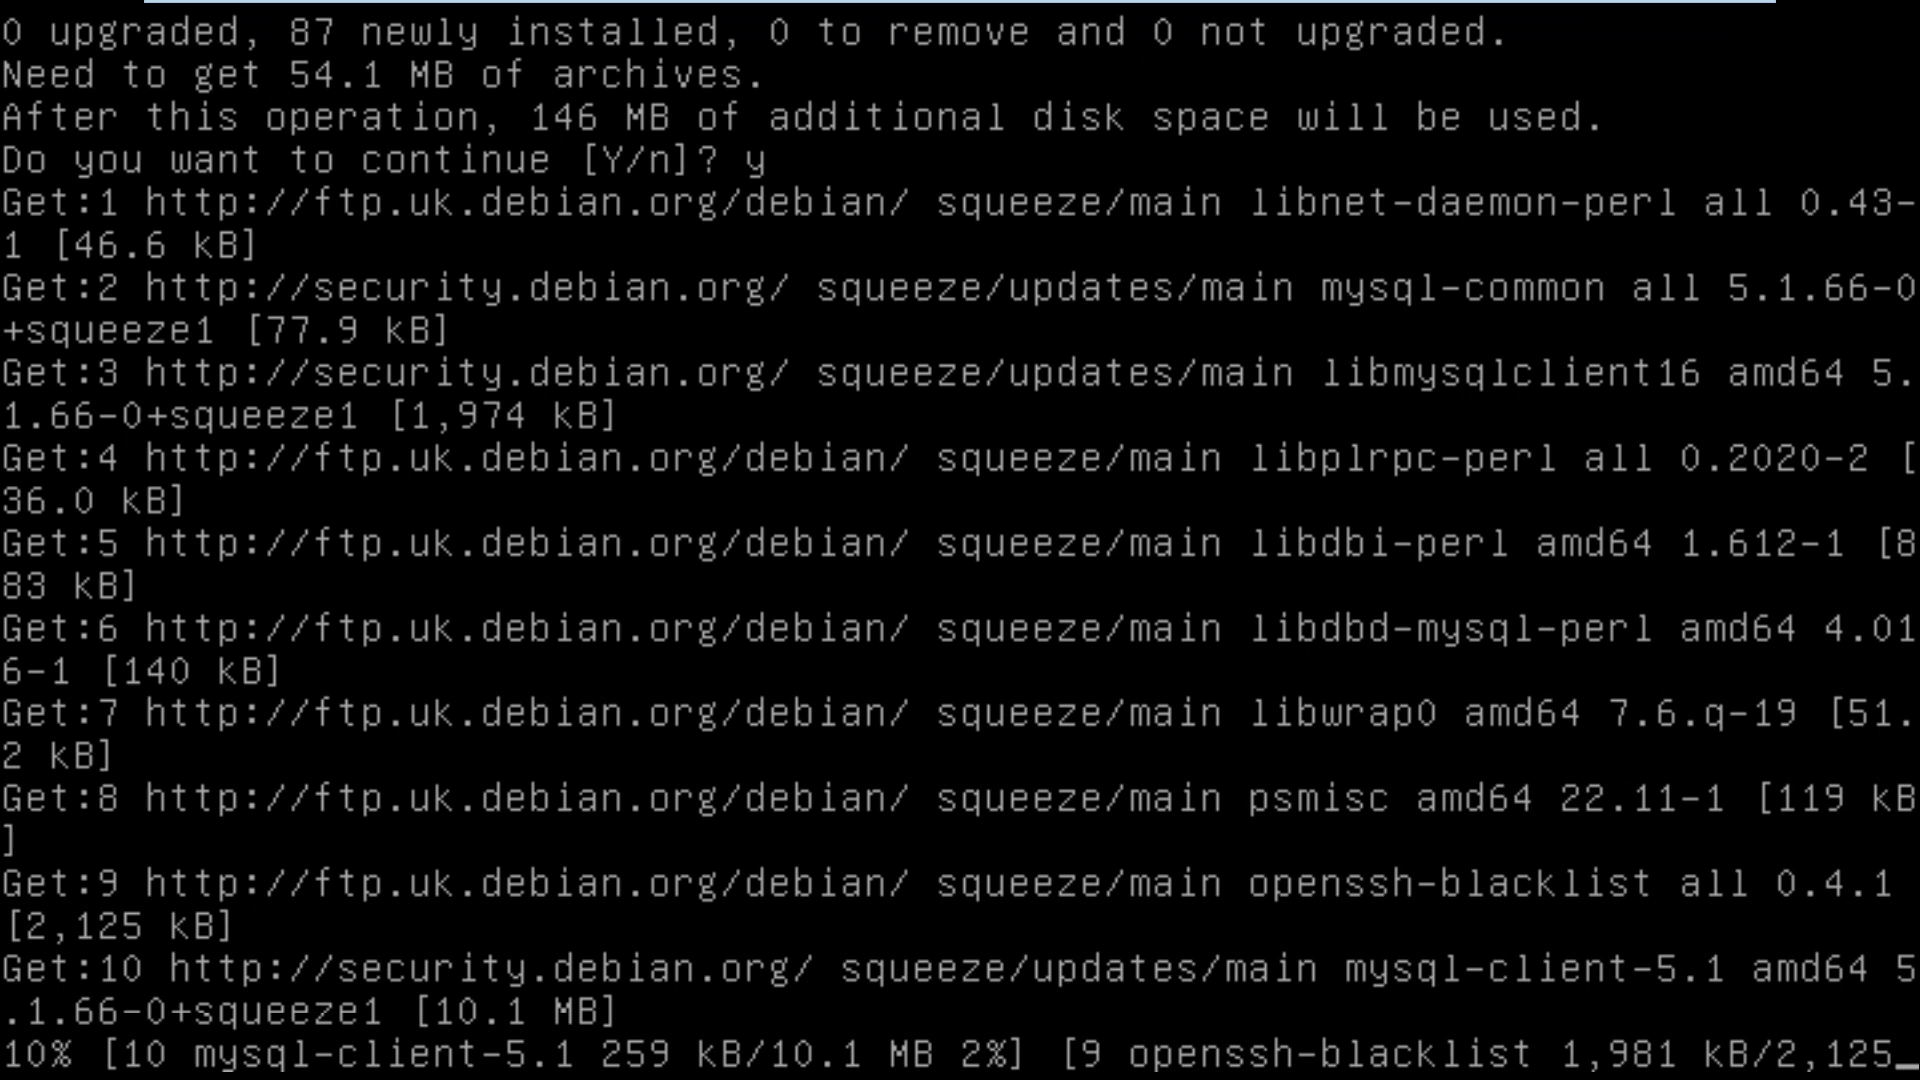 0 upgraded, 87 newly installed, 0 to remove and 0 not upgraded.
Need to get 54.1 MB of archives.
After this operation, 146 MB of additional disk space will be used.
Do you want to continue [Y/n]? y
Get:1 http://ftp.uk.debian.org/debian/ squeeze/main libnet-daemon-perl all 0.43-
1 [46.6 kB]
Get:2 http://security.debian.org/ squeeze/updates/main mysql-common all 5.1.66-0
+squeeze1 [77.9 kB]
Get:3 http://security.debian.org/ squeeze/updates/main libmysqlclient16 amd64 5.
1.66-0+squeeze1 [1,974 kB]
Get:4 http://ftp.uk.debian.org/debian/ squeeze/main libplrpc-perl all 0.2020-2 [
36.0 kB]
Get:5 http://ftp.uk.debian.org/debian/ squeeze/main libdbi-perl amd64 1.612-1 [8
83 kB]
Get:6 http://ftp.uk.debian.org/debian/ squeeze/main libdbd-mysql-perl amd64 4.01
6-1 [140 kB]
Get:7 http://ftp.uk.debian.org/debian/ squeeze/main libwrap0 amd64 7.6.q-19 [51.
2 kB]
Get:8 http://ftp.uk.debian.org/debian/ squeeze/main psmisc amd64 22.11-1 [119 kB
]
Get:9 http://ftp.uk.debian.org/debian/ squeeze/main openssh-blacklist all 0.4.1
[2,125 kB]
Get:10 http://security.debian.org/ squeeze/updates/main mysql-client-5.1 amd64 5
.1.66-0+squeeze1 [10.1 MB]
10% [10 mysql-client-5.1 259 kB/10.1 MB 2%] [9 openssh-blacklist 1,981 kB/2,125_